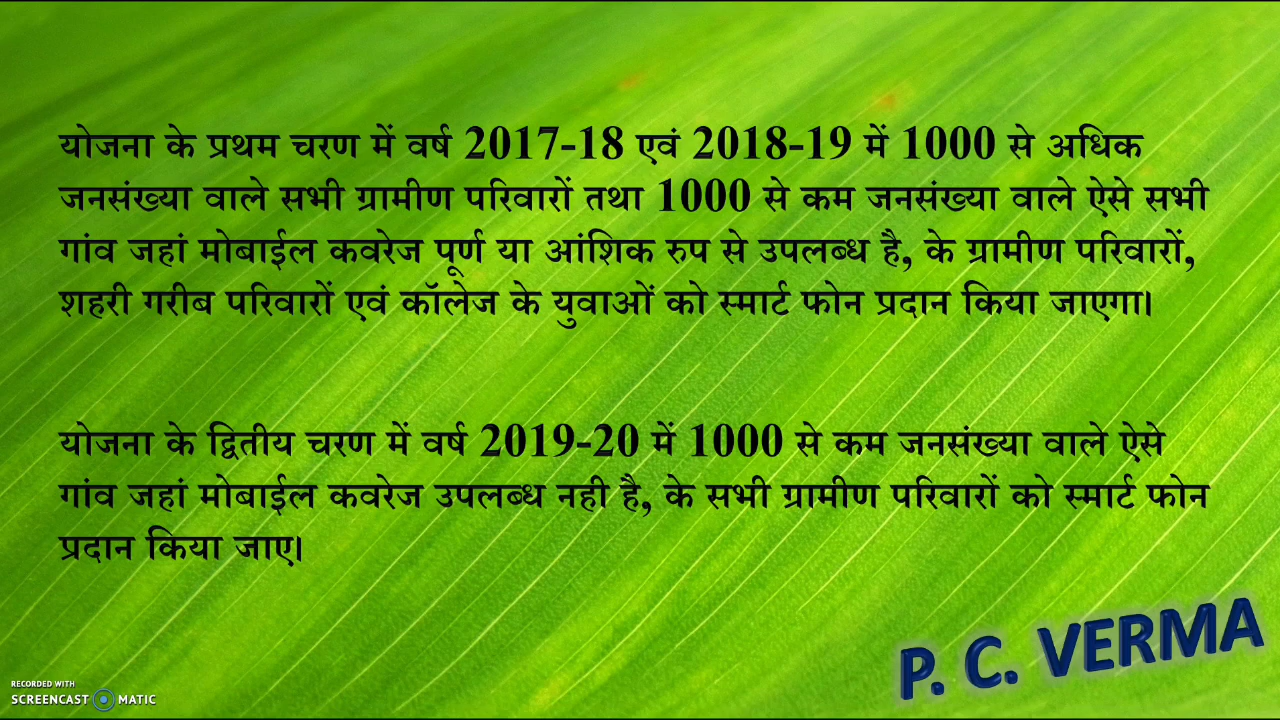 योजना के प्रथम चरण में वर्ष 2017-18 एवं 2018-19 में 1000 से अधिक
जनसंख्या वाले सभी ग्रामीण परिवारों तथा 1000 से कम जनसंख्या वाले ऐसे सभी
गांव जहां मोबाईल कवरेज पूर्ण या आंशिक रुप से उपलब्ध है, के ग्रामीण परिवारों,
शहरी गरीब परिवारों एवं कॉलेज के युवाओं को स्मार्ट फोन प्रदान किया जाएगा।
योजना के द्वितीय चरण में वर्ष 2019-20 में 1000 से कम जनसंख्या वाले ऐसे
गांव जहां मोबाईल कवरेज उपलब्ध नही है, के सभी ग्रामीण परिवारों को स्मार्ट फोन
प्रदान किया जाए।
P. C. VERMA
RECORDED WITH
SCREENCAST MATIC